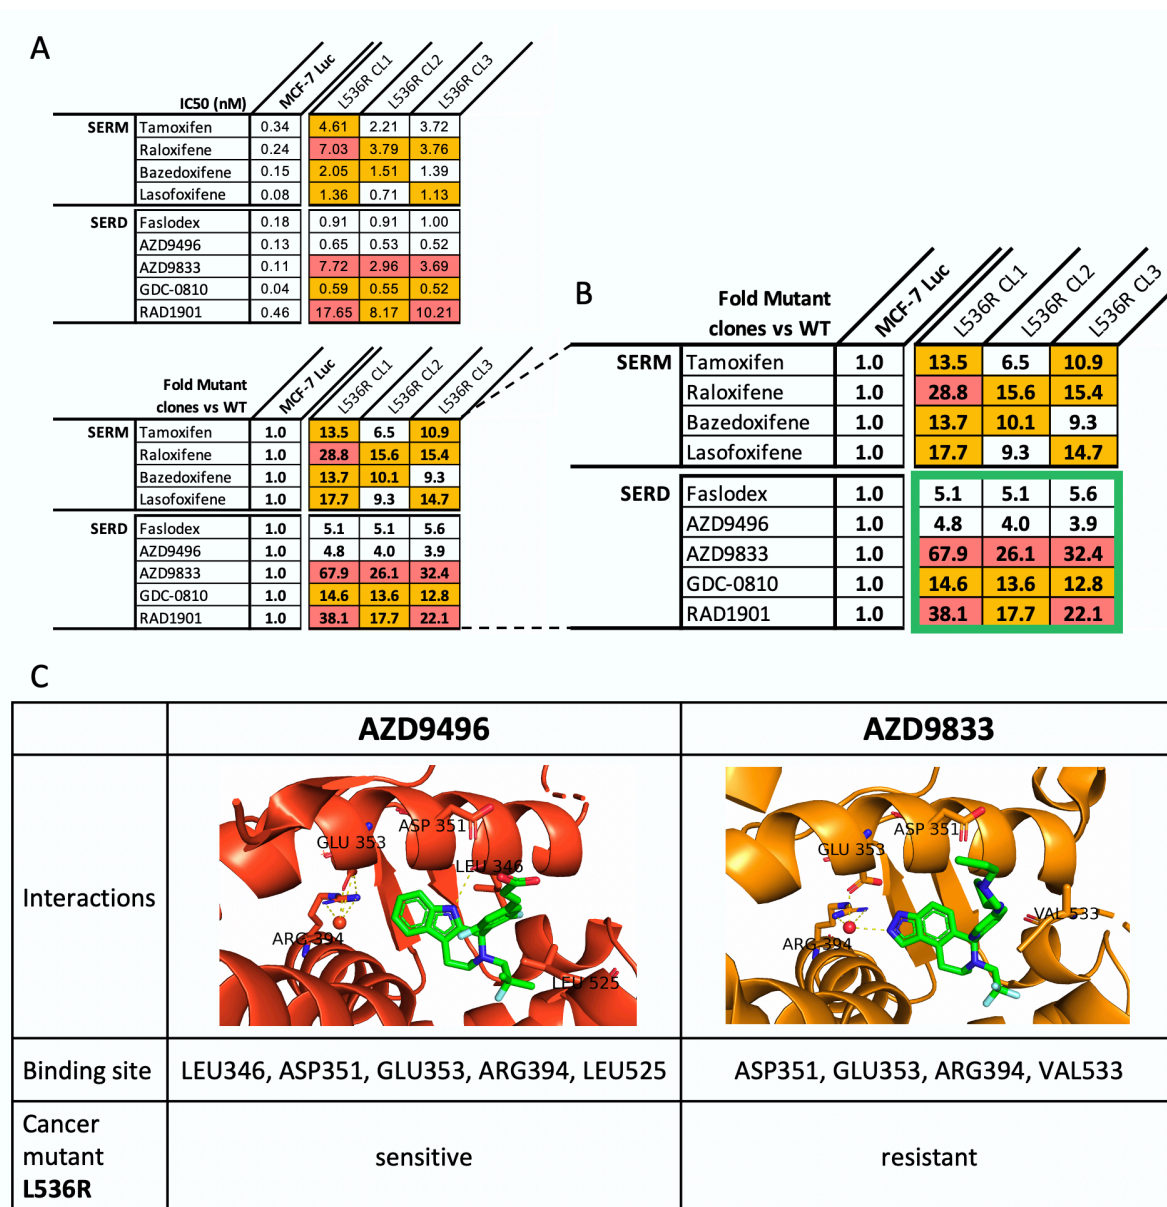 A
IC50 (nM) MCF-7 Luc L536R CL1 L536R CL2 L536R CL3
SERM Tamoxifen 0.34 4.61 2.21 3.72
Raloxifene 0.24 7.03 3.79 3.76
Bazedoxifene 0.15 2.05 1.51 1.39
Lasofoxifene 0.08 1.36 0.71 1.13
SERD Faslodex 0.18 0.91 0.91 1.00
AZD9496 0.13 0.65 0.53 0.52
AZD9833 0.11 7.72 2.96 3.69
GDC-0810 0.04 0.59 0.55 0.52
RAD1901 0.46 17.65 8.17 10.21
Fold Mutant
clones vs WT MCF-7 Luc L536R CL1 L536R CL2 L536R CL3
SERM Tamoxifen 1.0 13.5 6.5 10.9
Raloxifene 1.0 28.8 15.6 15.4
Bazedoxifene 1.0 13.7 10.1 9.3
Lasofoxifene 1.0 17.7 9.3 14.7
SERD Faslodex 1.0 5.1 5.1 5.6
AZD9496 1.0 4.8 4.0 3.9
AZD9833 1.0 67.9 26.1 32.4
GDC-0810 1.0 14.6 13.6 12.8
RAD1901 1.0 38.1 17.7 22.1
B
Fold Mutant
clones vs WT MCF-7 Luc L536R CL1 L536R CL2 L536R CL3
SERM Tamoxifen 1.0 13.5 6.5 10.9
Raloxifene 1.0 28.8 15.6 15.4
Bazedoxifene 1.0 13.7 10.1 9.3
Lasofoxifene 1.0 17.7 9.3 14.7
SERD Faslodex 1.0 5.1 5.1 5.6
AZD9496 1.0 4.8 4.0 3.9
AZD9833 1.0 67.9 26.1 32.4
GDC-0810 1.0 14.6 13.6 12.8
RAD1901 1.0 38.1 17.7 22.1
C
AZD9496 AZD9833
Interactions
ASP 351
GLU 353
LEU 346
ARG 394
LEU 525
ASP 351
GLU 353
VAL 533
ARG 394
Binding site LEU346, ASP351, GLU353, ARG394, LEU525 ASP351, GLU353, ARG394, VAL533
Cancer
mutant sensitive resistant
L536R